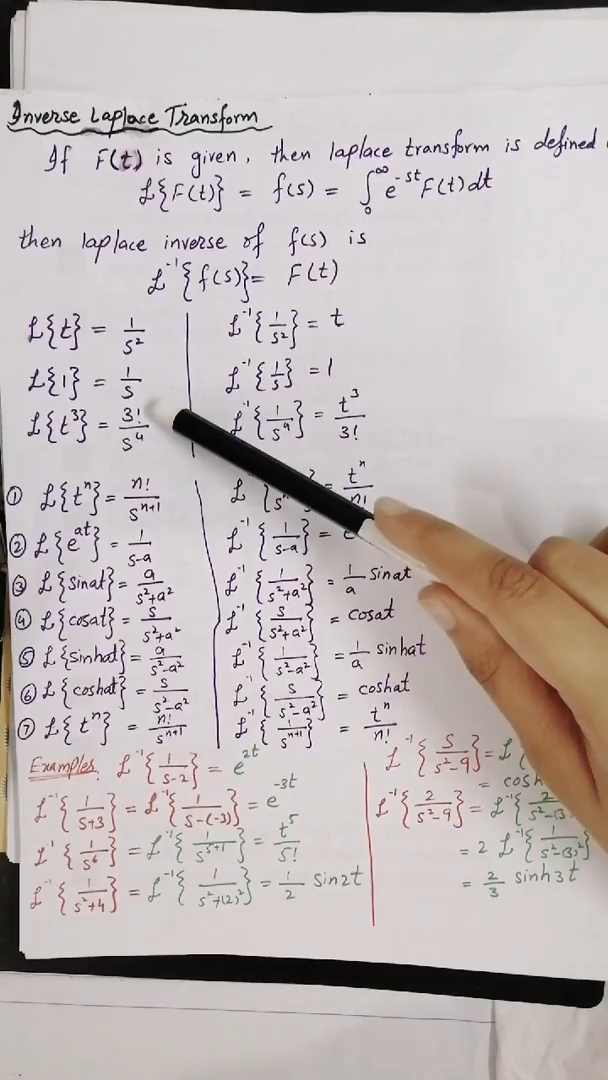 Inverse Laplace Transform
If F(t) is given, then laplace transform is defined
ℒ{F(t)} = f(s) = ∫₀^∞ e^-st F(t)dt
then laplace inverse of f(s) is
ℒ⁻¹{f(s)} = F(t)
ℒ{t} = 1/s²
ℒ{1} = 1/s
ℒ{t³} = 3!/s⁴
ℒ⁻¹{1/s²} = t
ℒ⁻¹{1/s} = 1
ℒ⁻¹{1/s⁴} = t³/3!
① ℒ{tⁿ} = n!/sⁿ⁺¹
② ℒ{e^at} = 1/s-a
③ ℒ{sinat} = a/s²+a²
④ ℒ{cosat} = s/s²+a²
⑤ ℒ{sinhat} = a/s²-a²
⑥ ℒ{coshat} = s/s²-a²
⑦ ℒ{tⁿ} = n!/sⁿ⁺¹
ℒ = tⁿ/n!
ℒ⁻¹{1/s-a} =
ℒ⁻¹{1/s²+a²} = 1/a sinat
ℒ⁻¹{s/s²+a²} = cosat
ℒ⁻¹{1/s²-a²} = 1/a sinhat
ℒ⁻¹{s/s²-a²} = coshat
ℒ⁻¹{1/sⁿ⁺¹} = tⁿ/n!
Examples. ℒ⁻¹{1/s-2} = e^2t
ℒ⁻¹{1/s+3} = ℒ⁻¹{1/s-(-3)} = e^-3t
ℒ⁻¹{1/s⁶} = ℒ⁻¹{1/s⁵⁺¹} = t⁵/5!
ℒ⁻¹{1/s²+4} = ℒ⁻¹{1/s²+(2)²} = 1/2 sin2t
ℒ⁻¹{s/s²-9} = ℒ
= cosh
ℒ⁻¹{2/s²-9} = ℒ⁻¹{2/s²-(3
= 2 ℒ⁻¹{1/s²-(3)²}
= 2/3 sinh3t